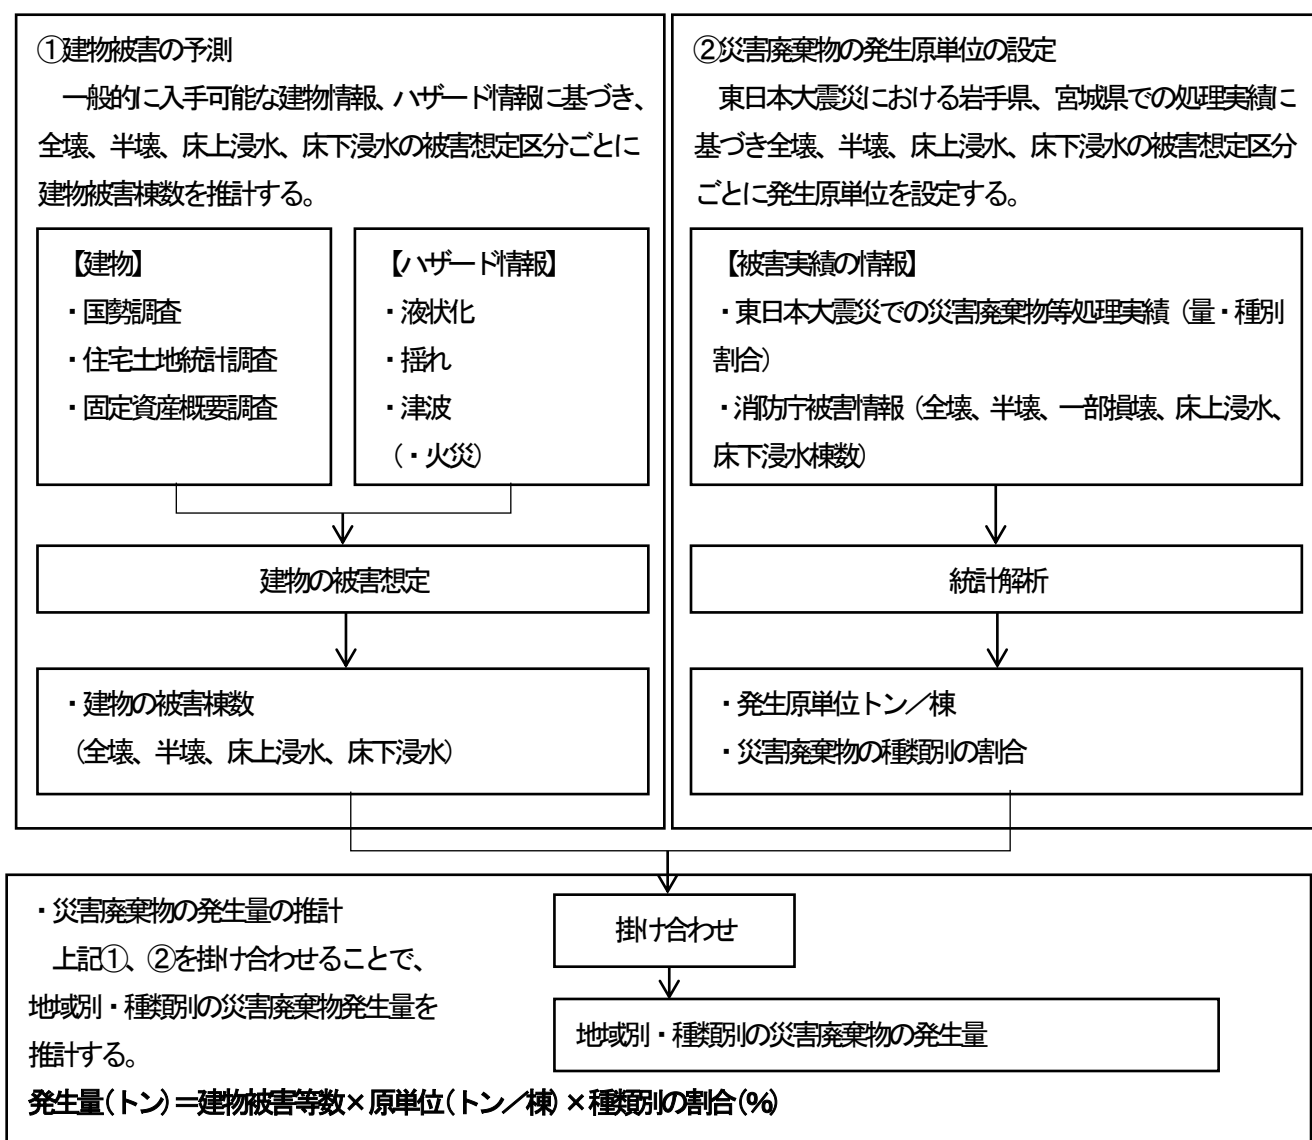 ①建物被害の予測
一般的に入手可能な建物情報、ハザード情報に基づき、
全壊、半壊、床上浸水、床下浸水の被害想定区分ごとに
建物被害棟数を推計する。
【建物】
・国勢調査
・住宅土地統計調査
・固定資産概要調査
【ハザード情報】
・液状化
・揺れ
・津波
（・火災）
建物の被害想定
・建物の被害棟数
（全壊、半壊、床上浸水、床下浸水）
②災害廃棄物の発生原単位の設定
東日本大震災における岩手県、宮城県での処理実績に
基づき全壊、半壊、床上浸水、床下浸水の被害想定区分
ごとに発生原単位を設定する。
【被害実績の情報】
・東日本大震災での災害廃棄物等処理実績（量・種別
割合）
・消防庁被害情報（全壊、半壊、一部損壊、床上浸水、
床下浸水棟数）
統計解析
・発生原単位トン／棟
・災害廃棄物の種類別の割合
・災害廃棄物の発生量の推計
上記①、②を掛け合わせることで、
地域別・種類別の災害廃棄物発生量を
推計する。
掛け合わせ
地域別・種類別の災害廃棄物の発生量
発生量（トン）＝建物被害等数×原単位（トン／棟）×種類別の割合（％）